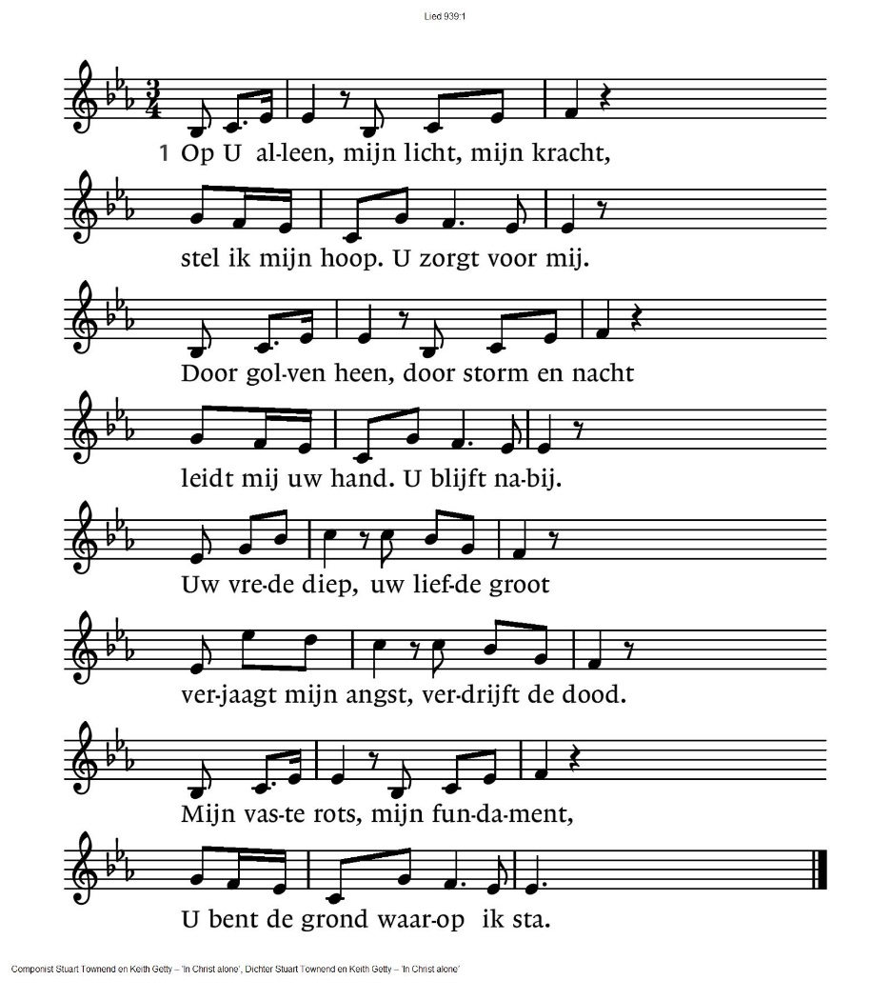 Lied 939:1
3
4
1 Op U al-leen, mijn licht, mijn kracht,
stel ik mijn hoop. U zorgt voor mij.
Door gol-ven heen, door storm en nacht
leidt mij uw hand. U blijft na-bij.
Uw vre-de diep, uw lief-de groot
ver-jaagt mijn angst, ver-drijft de dood.
Mijn vas-te rots, mijn fun-da-ment,
U bent de grond waar-op ik sta.
Componist Stuart Townend en Keith Getty – 'In Christ alone', Dichter Stuart Townend en Keith Getty – 'In Christ alone'